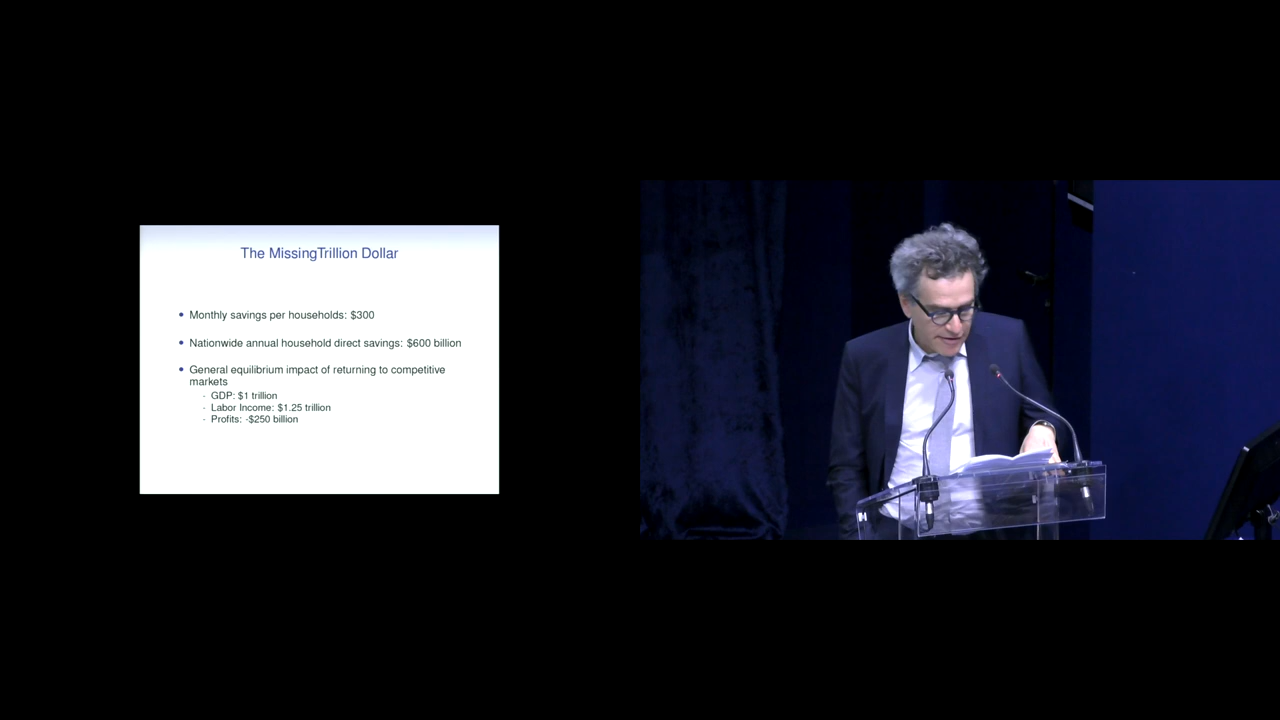 The MissingTrillion Dollar
Monthly savings per households: $300
Nationwide annual household direct savings: $600 billion
General equilibrium impact of returning to competitive
markets
- GDP: $1 trillion
- Labor Income: $1.25 trillion
- Profits: -$250 billion